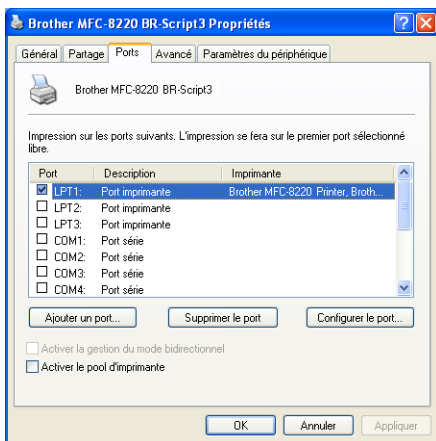 Brother MFC-8220 BR-Script3 Propriétés
Général Partage Ports Avancé Paramètres du périphérique
Brother MFC-8220 BR-Script3
Impression sur les ports suivants. L'impression se fera sur le premier port sélectionné
libre.
Port Description Imprimante
LPT1: Port imprimante Brother MFC-8220 Printer, Broth...
LPT2: Port imprimante
LPT3: Port imprimante
COM1: Port série
COM2: Port série
COM3: Port série
COM4: Port série
Ajouter un port... Supprimer le port Configurer le port...
Activer la gestion du mode bidirectionnel
Activer le pool d'imprimante
OK Annuler Appliquer